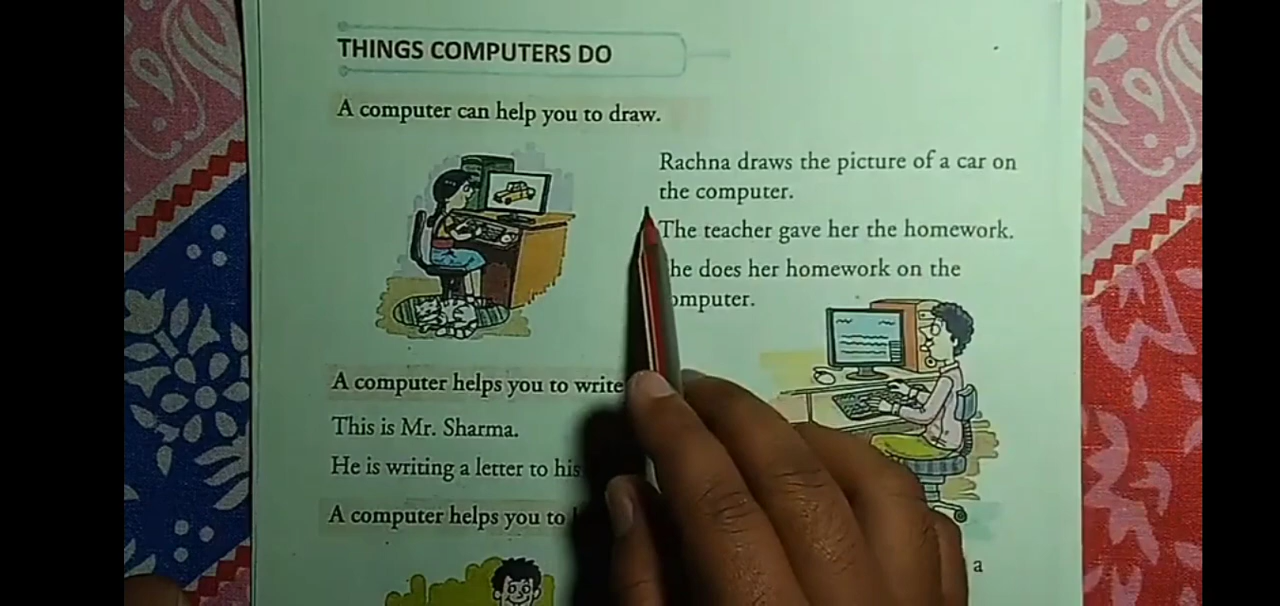 THINGS COMPUTERS DO
A computer can help you to draw.
Rachna draws the picture of a car on
the computer.
The teacher gave her the homework.
he does her homework on the
omputer.
A computer helps you to write
This is Mr. Sharma.
He is writing a letter to his
A computer helps you to
a